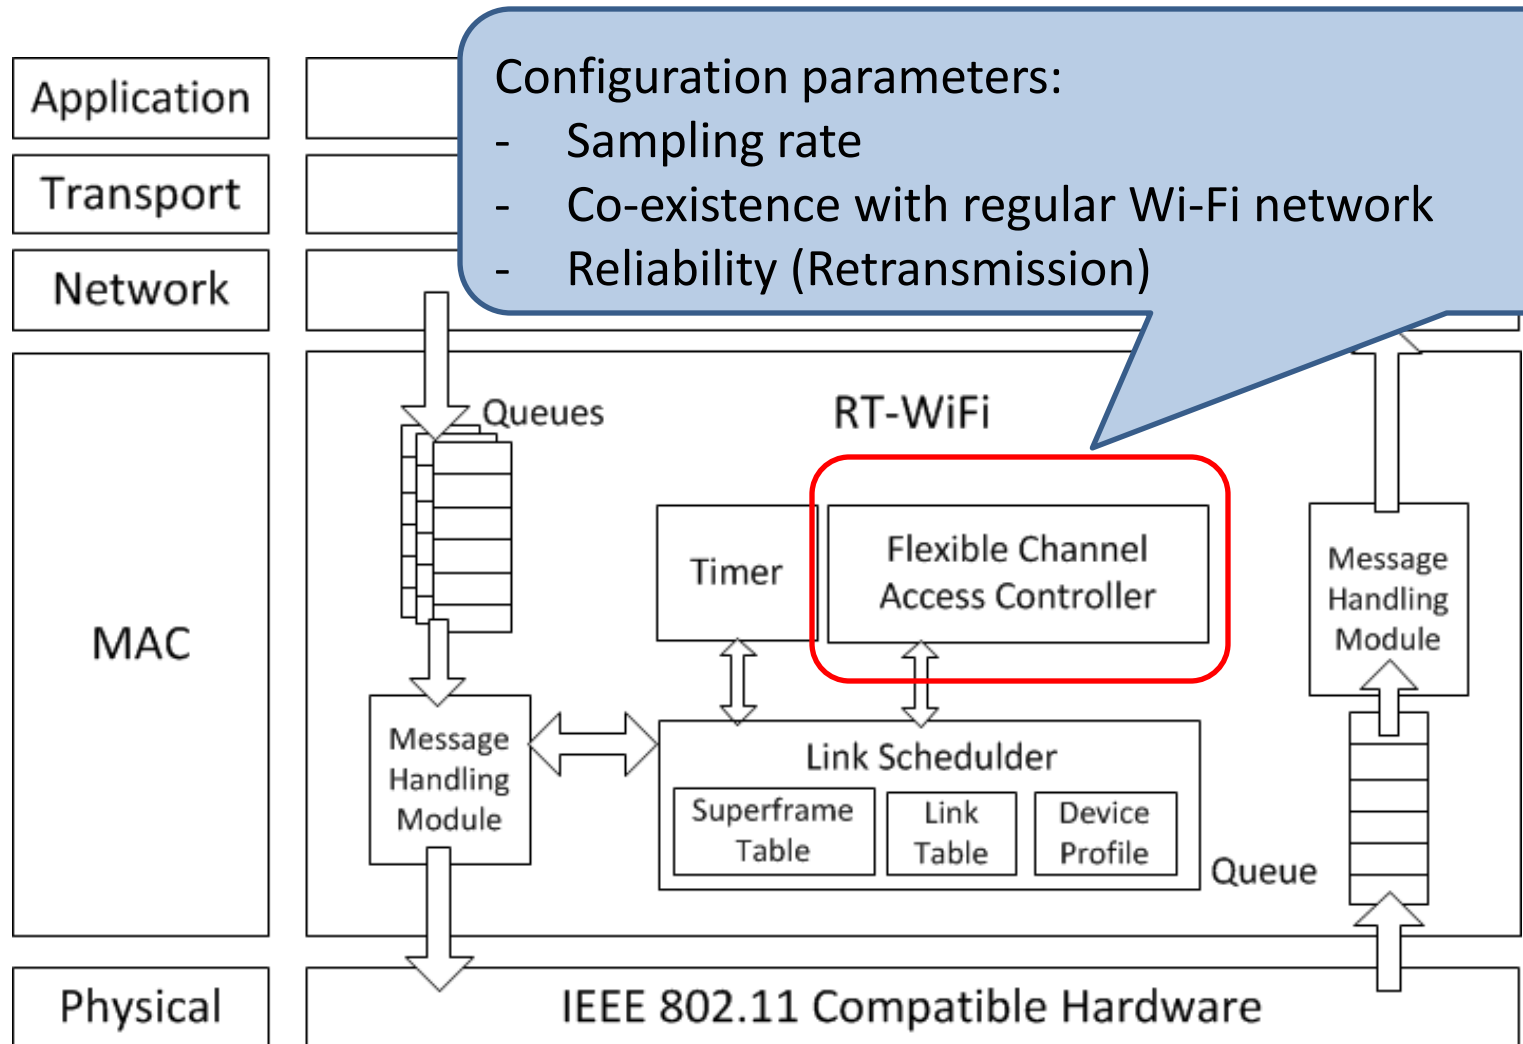 Configuration parameters:
- Sampling rate
- Co-existence with regular Wi-Fi network
- Reliability (Retransmission)
Application
Transport
Network
MAC
Physical
RT-WiFi
Queues
Timer
Flexible Channel
Access Controller
Message
Handling
Module
Message
Handling
Module
Link Schedulder
Superframe
Table
Link
Table
Device
Profile
Queue
IEEE 802.11 Compatible Hardware